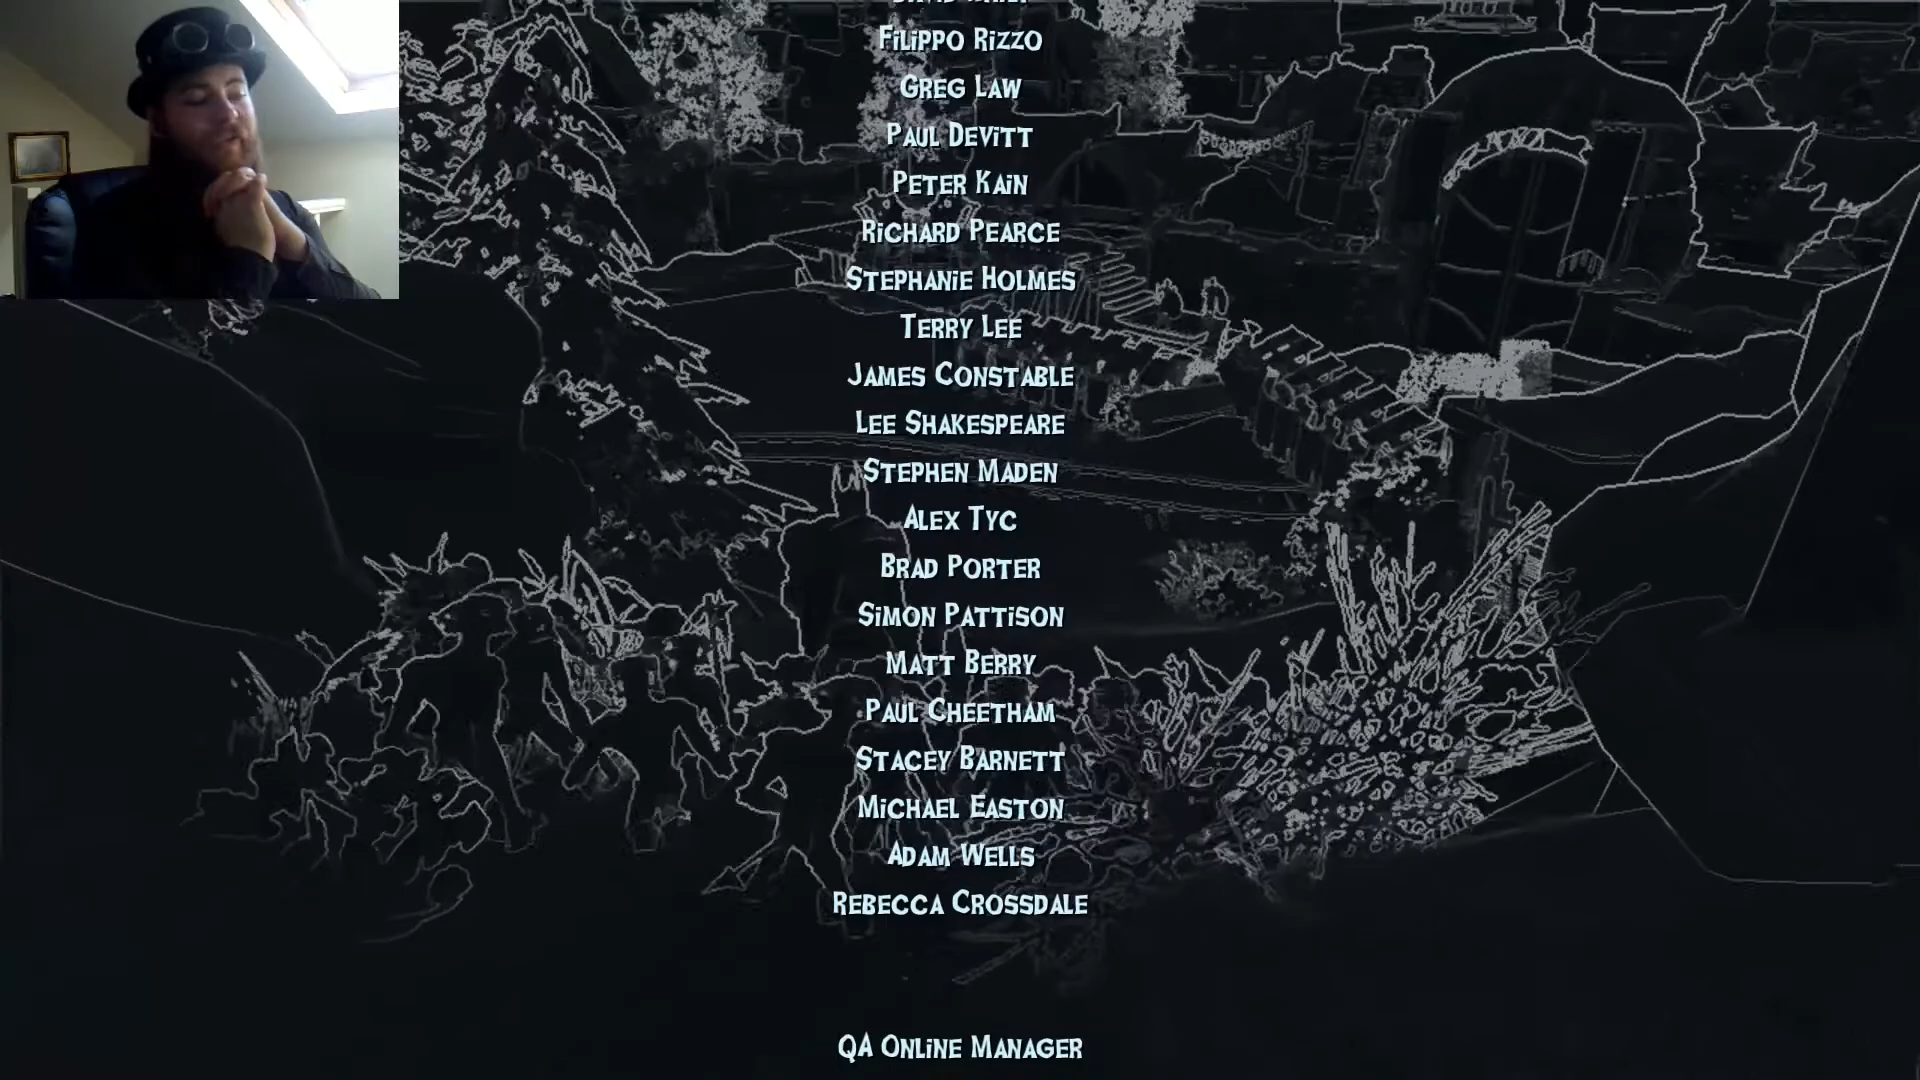 Filippo Rizzo
Greg Law
Paul Devitt
Peter Kain
Richard Pearce
Stephanie Holmes
Terry Lee
James Constable
Lee Shakespeare
Stephen Maden
Alex Tyc
Brad Porter
Simon Pattison
Matt Berry
Paul Cheetham
Stacey Barnett
Michael Easton
Adam Wells
Rebecca Crossdale
QA Online Manager